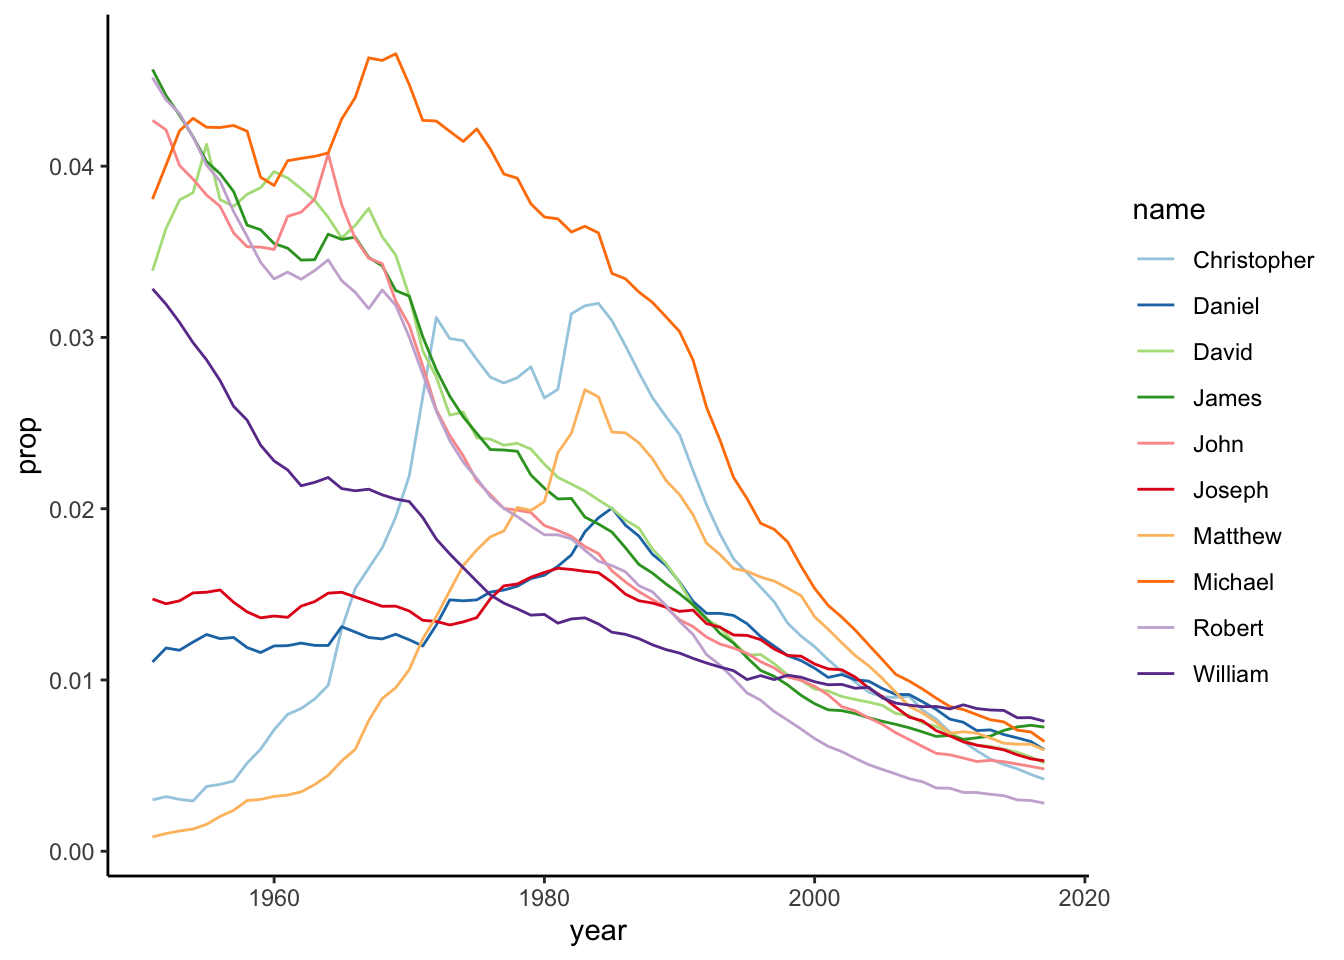 0.04
0.03
0.02
0.01
0.00
prop
1960 1980 2000 2020
year
name
Christopher
Daniel
David
James
John
Joseph
Matthew
Michael
Robert
William